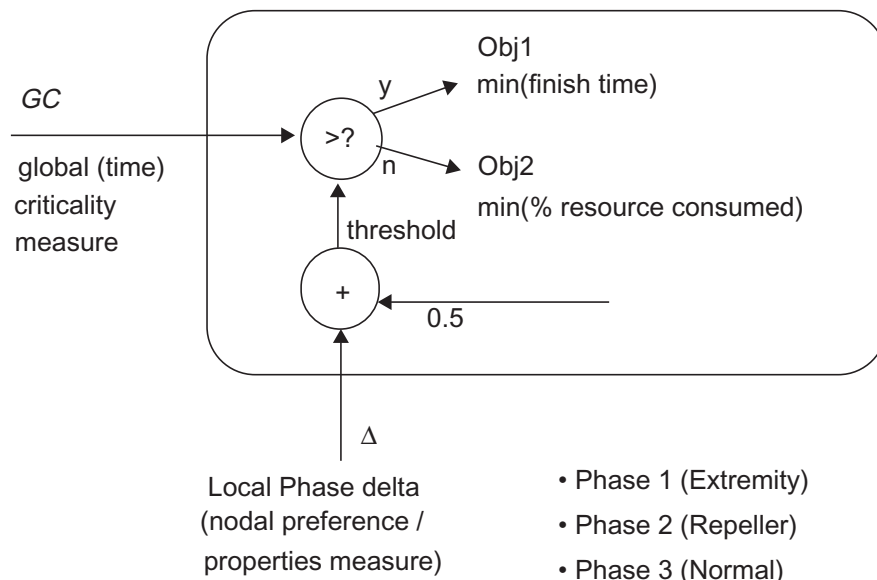 Obj1
y
min(finish time)
GC
>?
n
Obj2
global (time)
criticality
measure
min(% resource consumed)
threshold
+
0.5
Δ
Local Phase delta
(nodal preference /
properties measure)
• Phase 1 (Extremity)
• Phase 2 (Repeller)
• Phase 3 (Normal)